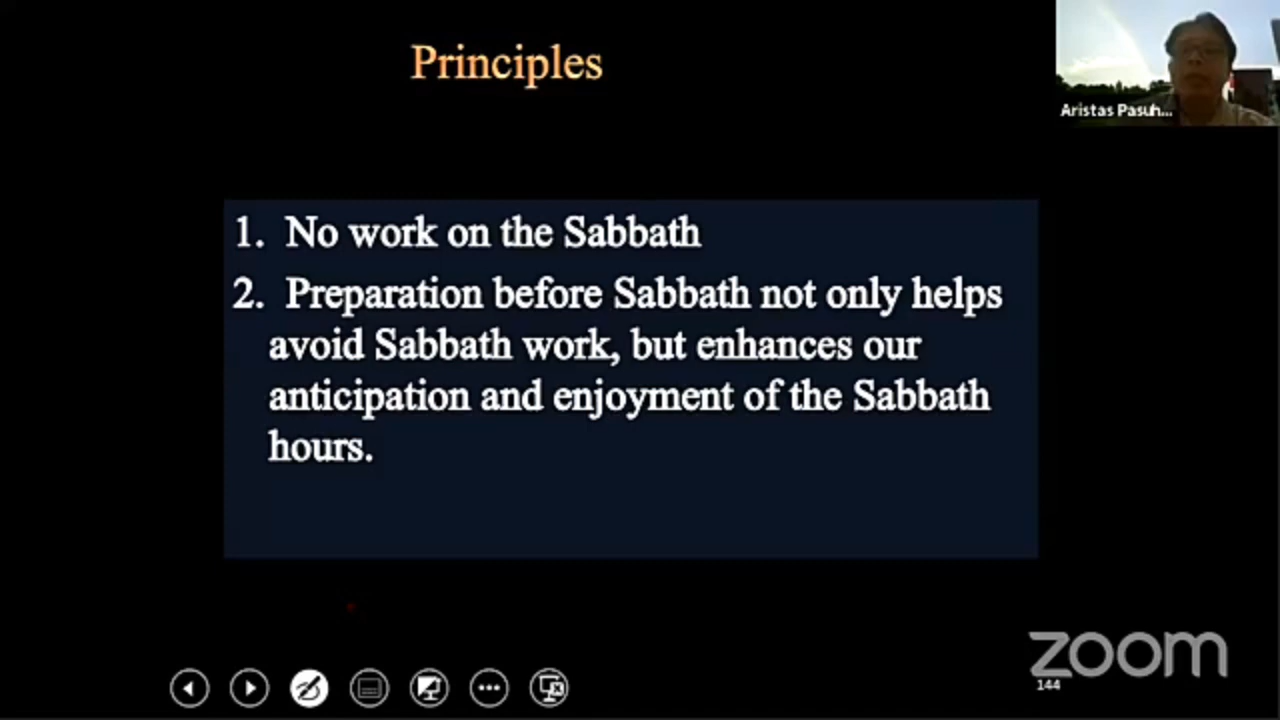 Principles
Aristas Pasuh...
1. No work on the Sabbath
2. Preparation before Sabbath not only helps
avoid Sabbath work, but enhances our
anticipation and enjoyment of the Sabbath
hours.
zoom
144